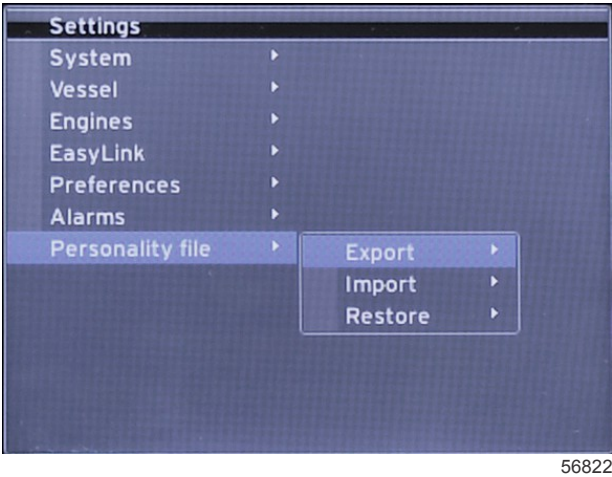 Settings
System
Vessel
Engines
EasyLink
Preferences
Alarms
Personality file
Export
Import
Restore
56822